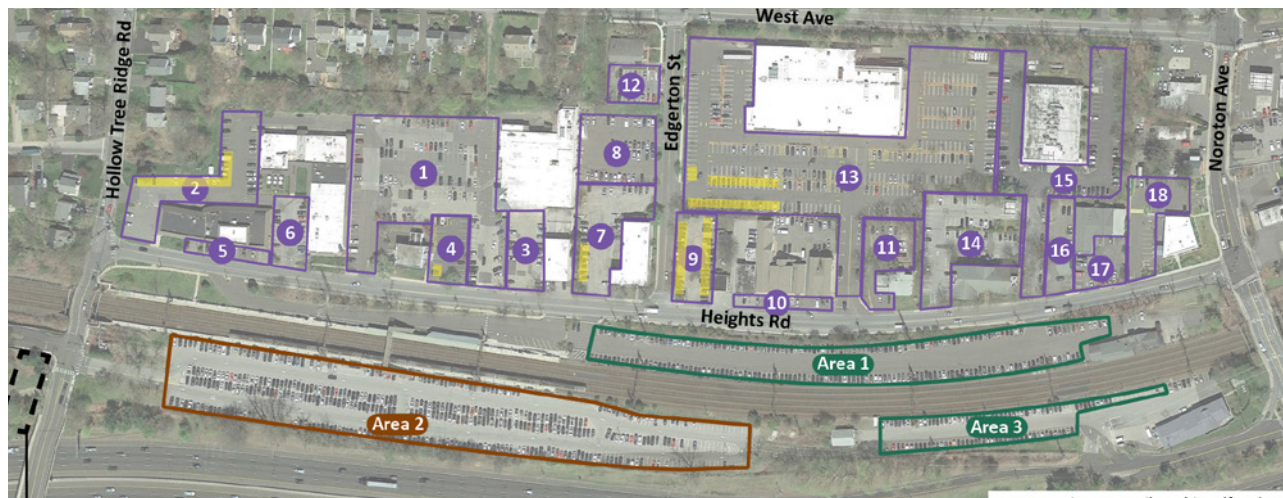 West Ave
Hollow Tree Ridge Rd
Edgerton St
Noroton Ave
12
1
8
13
2
15
18
6
4
3
7
9
11
14
16
5
17
10
Heights Rd
Area 1
Area 2
Area 3